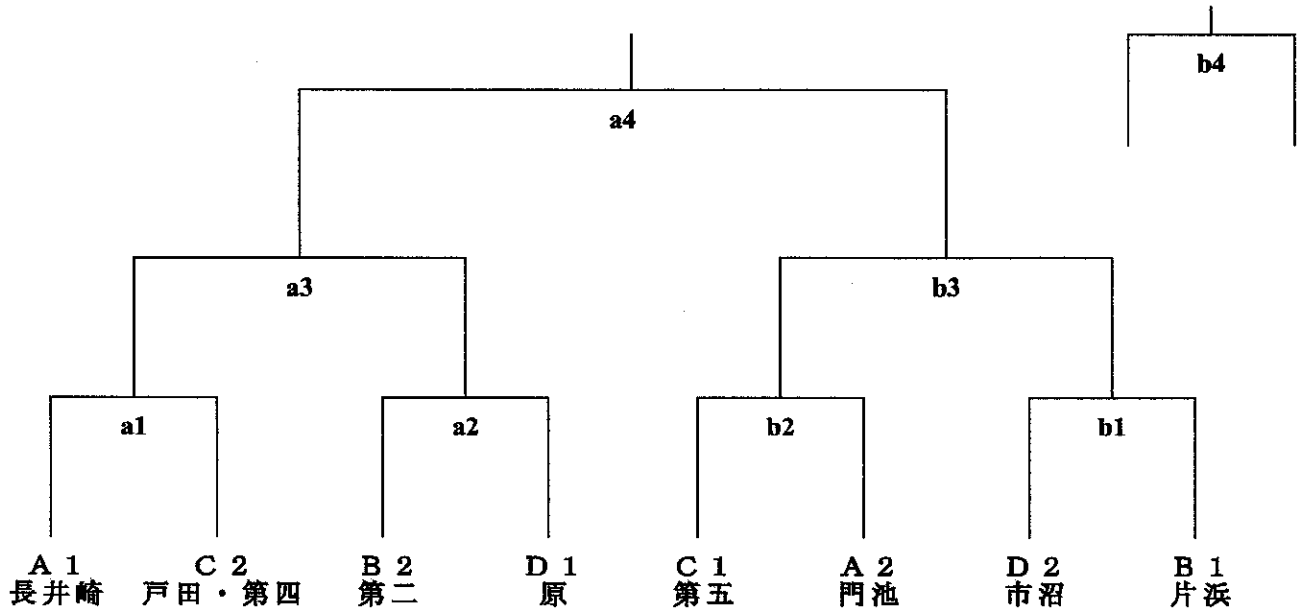 b4
a4
a3 b3
a1 a2 b2 b1
A 1 C 2 B 2 D 1 C 1 A 2 D 2 B 1
長井崎 戸田・第四 第二 原 第五 門池 市沼 片浜